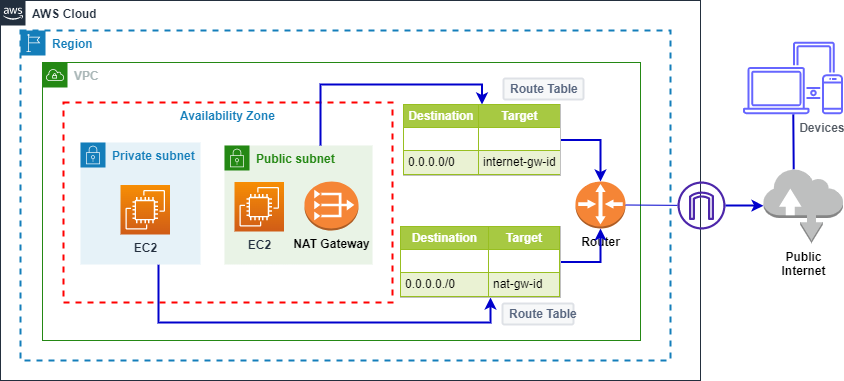 aws
AWS Cloud
Region
VPC
Availability Zone
Private subnet
EC2
Public subnet
EC2
NAT Gateway
Route Table
Destination
Target
0.0.0.0/0
internet-gw-id
Router
Destination
Target
0.0.0.0./0
nat-gw-id
Route Table
Devices
Public
Internet